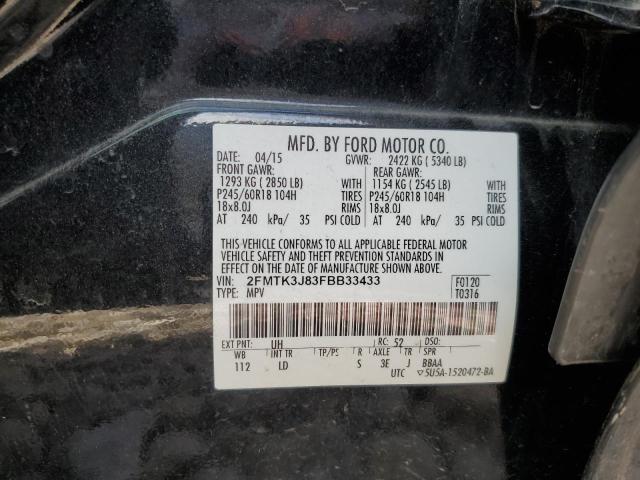 MFD. BY FORD MOTOR CO.
DATE: 04/15 GVWR: 2422 KG ( 5340 LB)
FRONT GAWR: REAR GAWR:
1293 KG ( 2850 LB) WITH 1154 KG ( 2545 LB) WITH
P245/60R18 104H TIRES P245/60R18 104H TIRES
18x8.0J RIMS 18x8.0J RIMS
AT 240 kPa/ 35 PSI COLD AT 240 kPa/ 35 PSI COLD
THIS VEHICLE CONFORMS TO ALL APPLICABLE FEDERAL MOTOR
VEHICLE SAFETY AND THEFT PREVENTION STANDARDS IN
EFFECT ON THE DATE OF MANUFACTURE SHOWN ABOVE.
VIN: 2FMTK3J83FBB33433 F0120
TYPE: MPV T0316
EXT PNT: UH RC: 52 DSO:
WB INT TR TP/PS R AXLE TR SPR
112 LD S 3E J BBAA
UTC ▽5U5A-1520472-BA